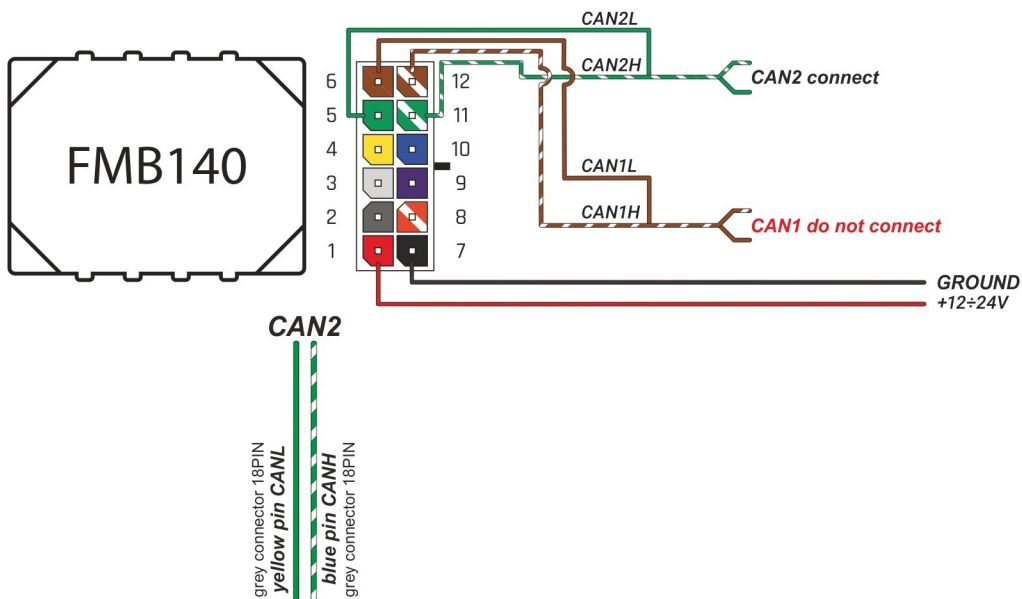 CAN2L
CAN2H
CAN2 connect
FMB140
6
12
5
11
4
10
3
9
2
8
1
7
CAN1L
CAN1H
CAN1 do not connect
GROUND
+12÷24V
CAN2
grey connector 18PIN
yellow pin CANL
blue pin CANH
grey connector 18PIN